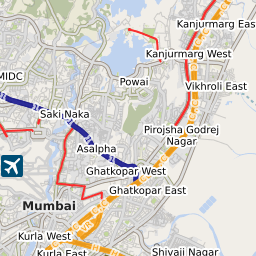 Kanjurmarg East
Kanjurmarg West
MIDC
Powai
Vikhroli East
Saki Naka
Pirojsha Godrej
Nagar
Asalpha
Ghatkopar West
Ghatkopar East
Mumbai
Kurla West
Kurla East
Shivaji Nagar